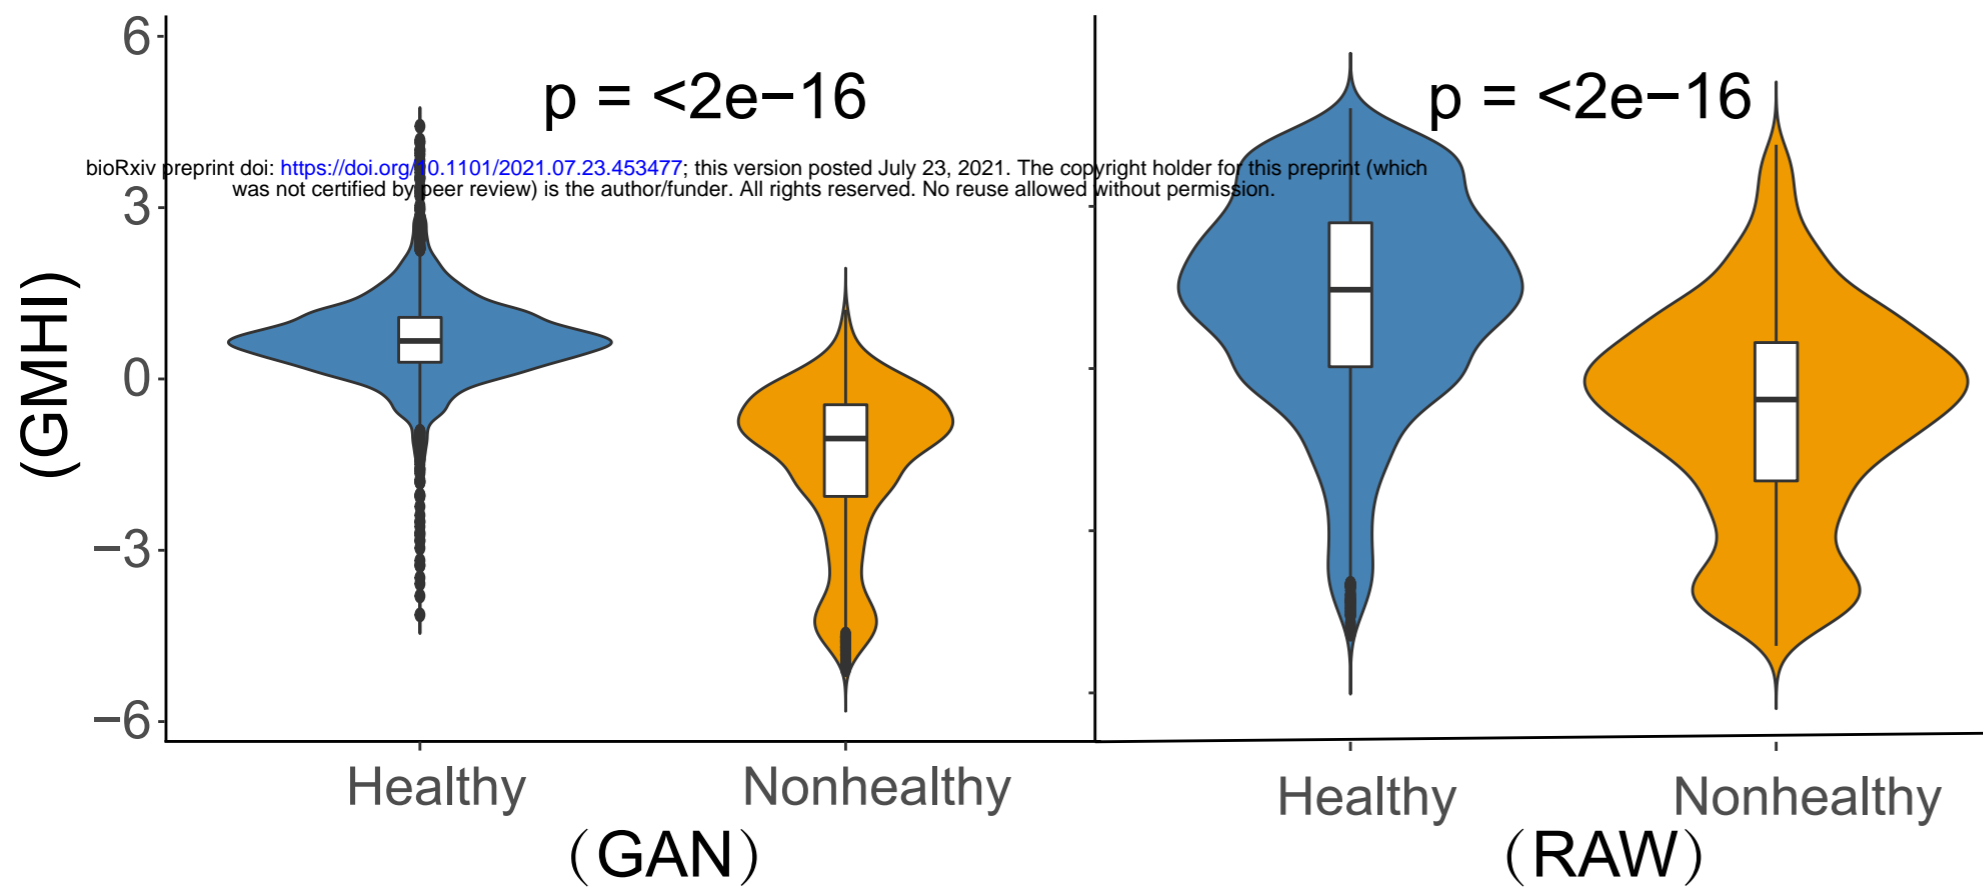 6
p = <2e−16
p = <2e−16
bioRxiv preprint doi: https://doi.org/10.1101/2021.07.23.453477; this version posted July 23, 2021. The copyright holder for this preprint (which
was not certified by peer review) is the author/funder. All rights reserved. No reuse allowed without permission.
3
(GMHI)
0
−3
−6
Healthy
Nonhealthy
Healthy
Nonhealthy
(GAN)
(RAW)